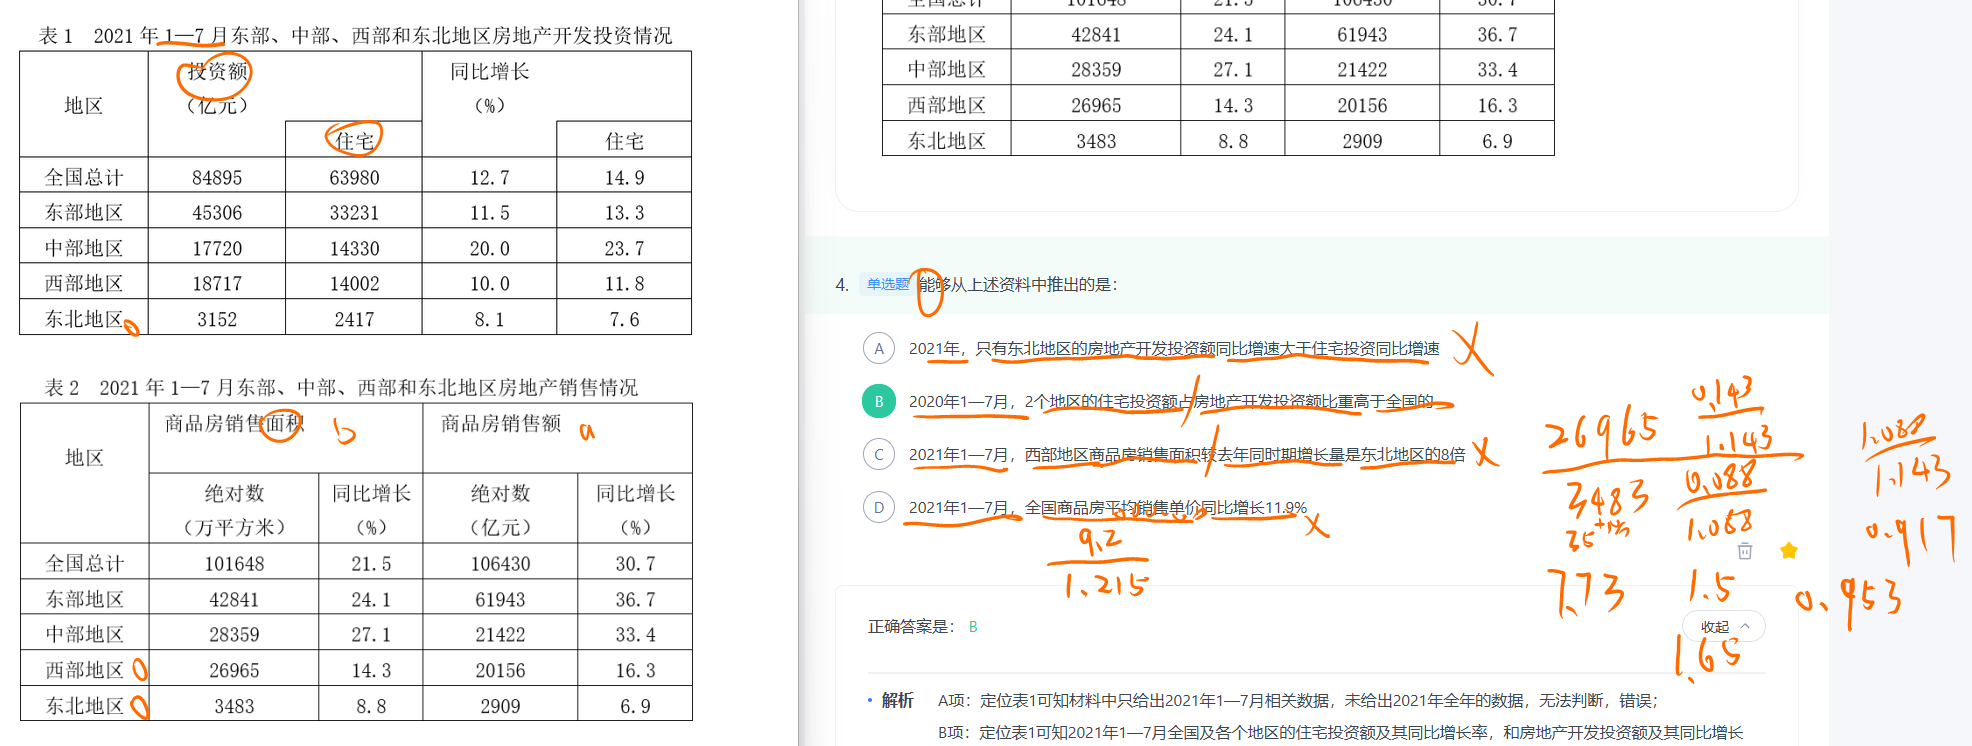 表1 2021年1—7月东部、中部、西部和东北地区房地产开发投资情况
地区 投资额（亿元） 住宅 同比增长（%） 住宅
全国总计 84895 63980 12.7 14.9
东部地区 45306 33231 11.5 13.3
中部地区 17720 14330 20.0 23.7
西部地区 18717 14002 10.0 11.8
东北地区 3152 2417 8.1 7.6
表2 2021年1—7月东部、中部、西部和东北地区房地产销售情况
地区 商品房销售面积 b 商品房销售额 a
绝对数 同比增长 绝对数 同比增长
（万平方米） （%） （亿元） （%）
全国总计 101648 21.5 106430 30.7
东部地区 42841 24.1 61943 36.7
中部地区 28359 27.1 21422 33.4
西部地区 26965 14.3 20156 16.3
东北地区 3483 8.8 2909 6.9
全国总计 101648 21.5 106430 30.7
东部地区 42841 24.1 61943 36.7
中部地区 28359 27.1 21422 33.4
西部地区 26965 14.3 20156 16.3
东北地区 3483 8.8 2909 6.9
4. 单选题 能够从上述资料中推出的是：
A 2021年，只有东北地区的房地产开发投资额同比增速大于住宅投资同比增速
B 2020年1—7月，2个地区的住宅投资额占房地产开发投资额比重高于全国的
C 2021年1—7月，西部地区商品房销售面积较去年同时期增长量是东北地区的8倍
D 2021年1—7月，全国商品房平均销售单价同比增长11.9%
9.2
1.215
26965 0.143
1.143
3483 0.088
1.088
35
7.73 1.5
1.65
1.088
1.143
0.917
0.953
正确答案是： B
收起
解析 A项：定位表1可知材料中只给出2021年1—7月相关数据，未给出2021年全年的数据，无法判断，错误；
B项：定位表1可知2021年1—7月全国及各个地区的住宅投资额及其同比增长率，和房地产开发投资额及其同比增长